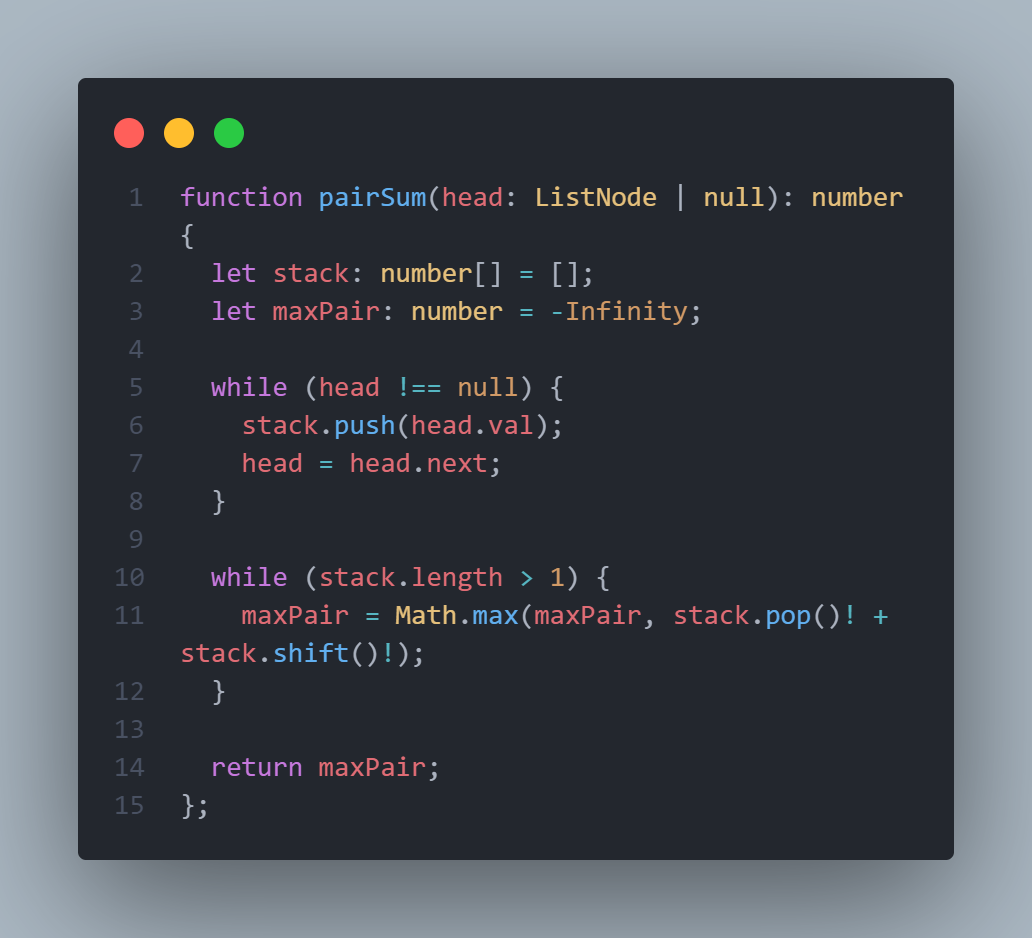 1 function pairSum(head: ListNode | null): number
{
2   let stack: number[] = [];
3   let maxPair: number = -Infinity;
4
5   while (head !== null) {
6     stack.push(head.val);
7     head = head.next;
8   }
9
10   while (stack.length > 1) {
11     maxPair = Math.max(maxPair, stack.pop()! +
stack.shift()!);
12   }
13
14   return maxPair;
15 };